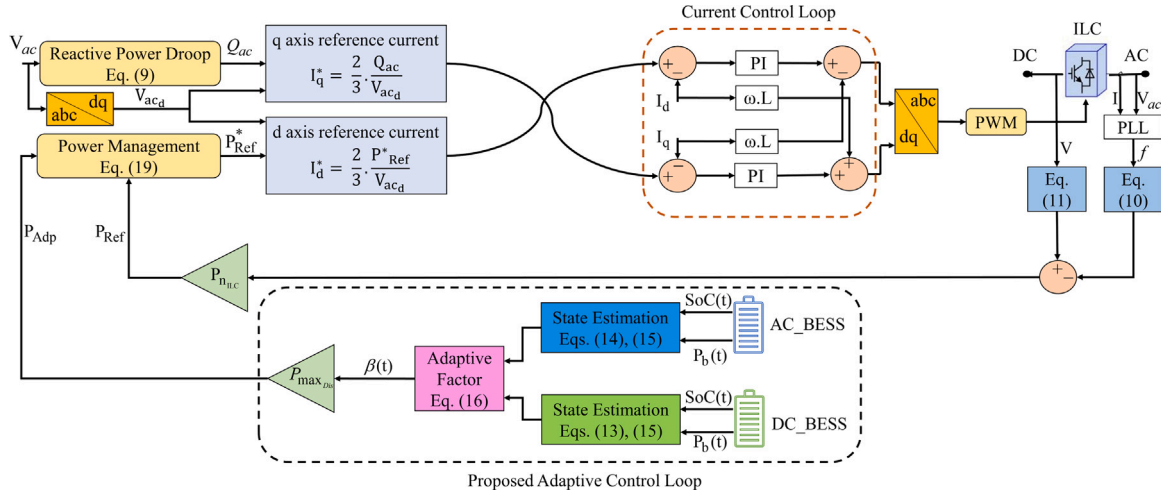 Current Control Loop
V_ac
Reactive Power Droop
Eq. (9)
Q_ac
q axis reference current
I_q^* = 2/3 . Q_ac/V_ac_d
abc
dq
V_ac_d
Power Management
Eq. (19)
P_Ref^*
d axis reference current
I_d^* = 2/3 . P^*_Ref/V_ac_d
+
−
PI
+
−
I_d
ω.L
I_q
ω.L
+
−
PI
+
+
abc
dq
PWM
ILC
DC
AC
I
V_ac
PLL
V
f
Eq.
(11)
Eq.
(10)
+
−
P_Adp
P_Ref
P_n_ILC
State Estimation
Eqs. (14), (15)
SoC(t)
P_b(t)
AC_BESS
Adaptive
Factor
Eq. (16)
β(t)
P_max_Dis
State Estimation
Eqs. (13), (15)
SoC(t)
P_b(t)
DC_BESS
Proposed Adaptive Control Loop